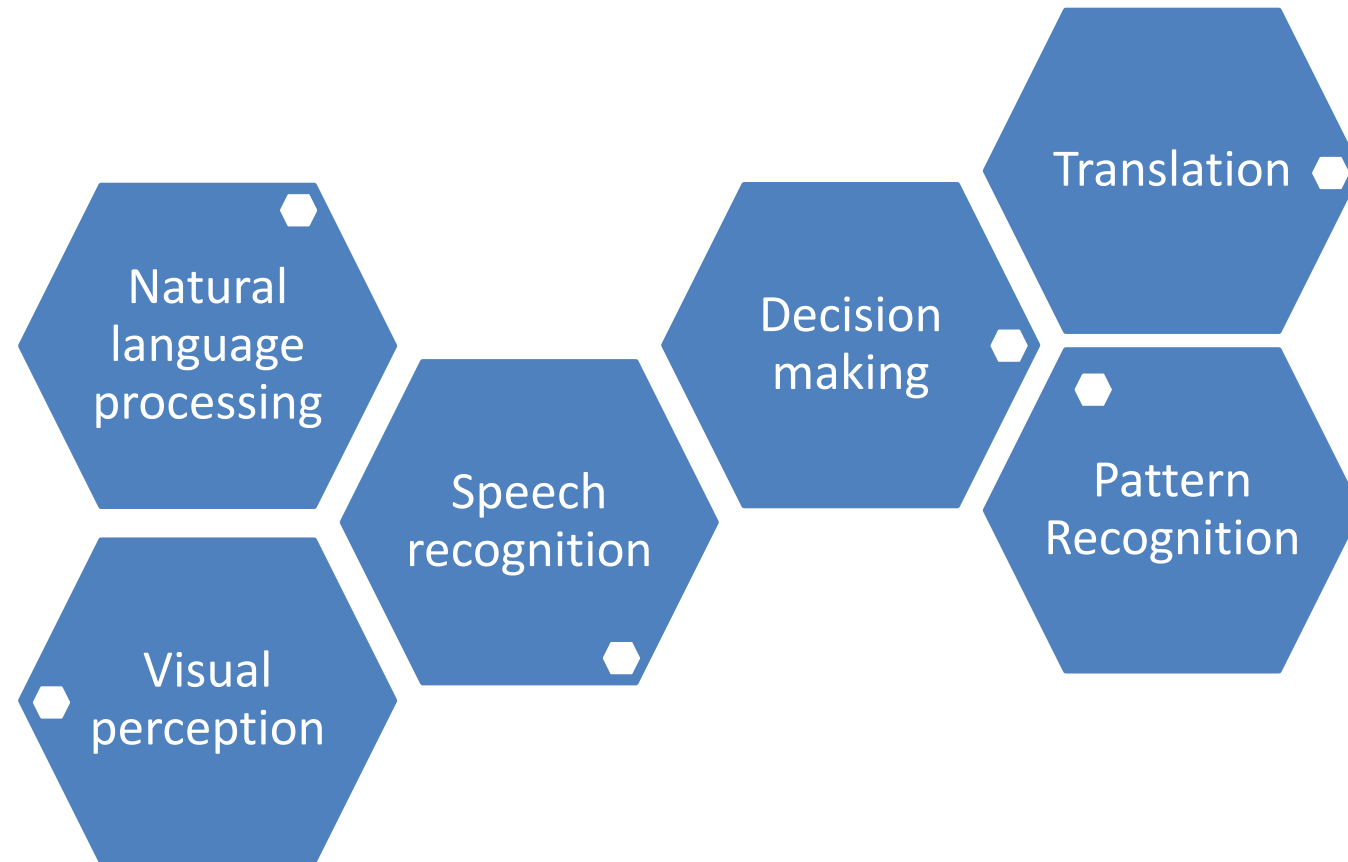 Natural
language
processing
Visual
perception
Speech
recognition
Decision
making
Translation
Pattern
Recognition